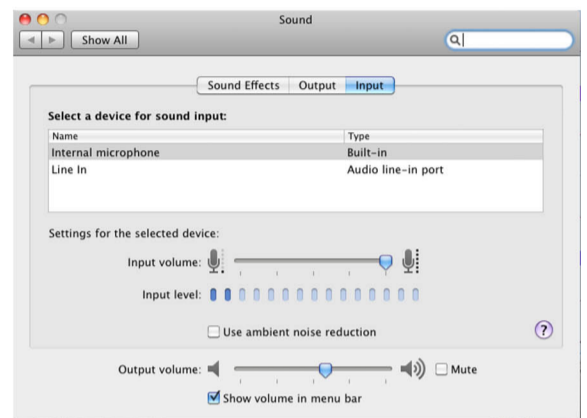 Sound
Show All
Sound Effects Output Input
Select a device for sound input:
Name Type
Internal microphone Built-in
Line In Audio line-in port
Settings for the selected device:
Input volume:
Input level:
Use ambient noise reduction ?
Output volume: Mute
Show volume in menu bar